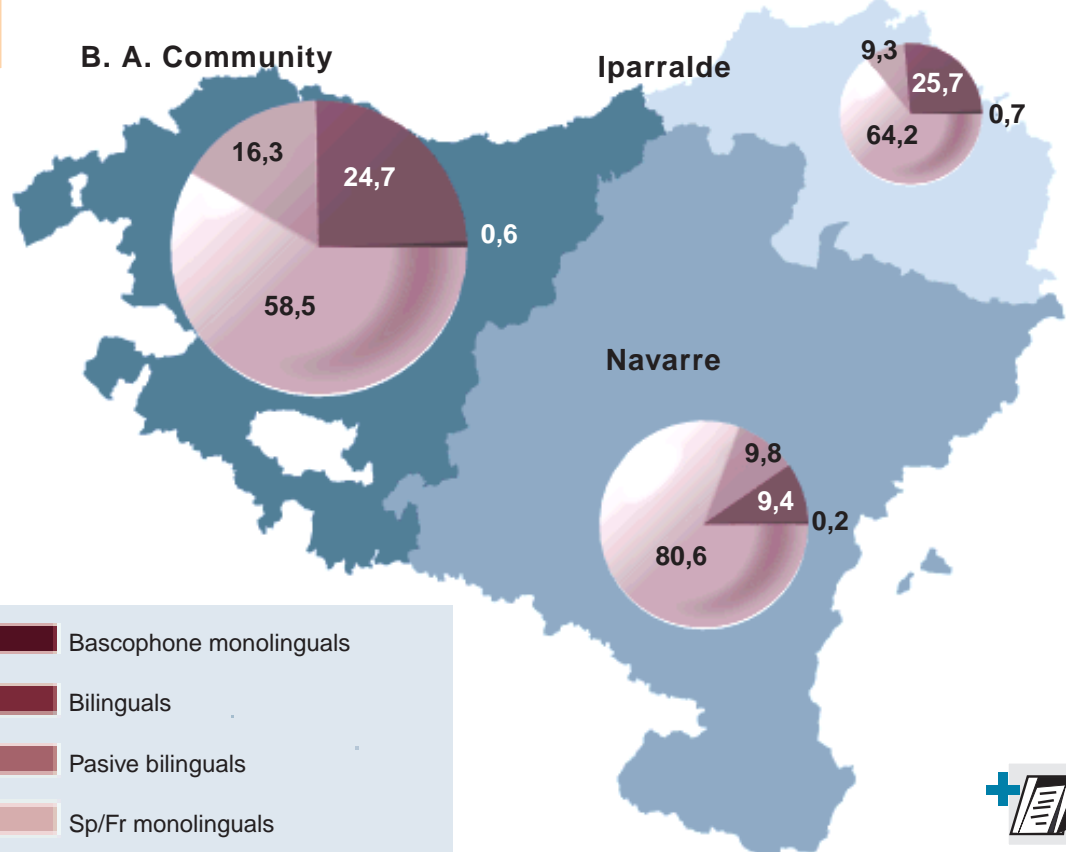 B. A. Community
16,3
24,7
0,6
58,5
Iparralde
9,3
25,7
0,7
64,2
Navarre
9,8
9,4
0,2
80,6
Bascophone monolinguals
Bilinguals
Pasive bilinguals
Sp/Fr monolinguals